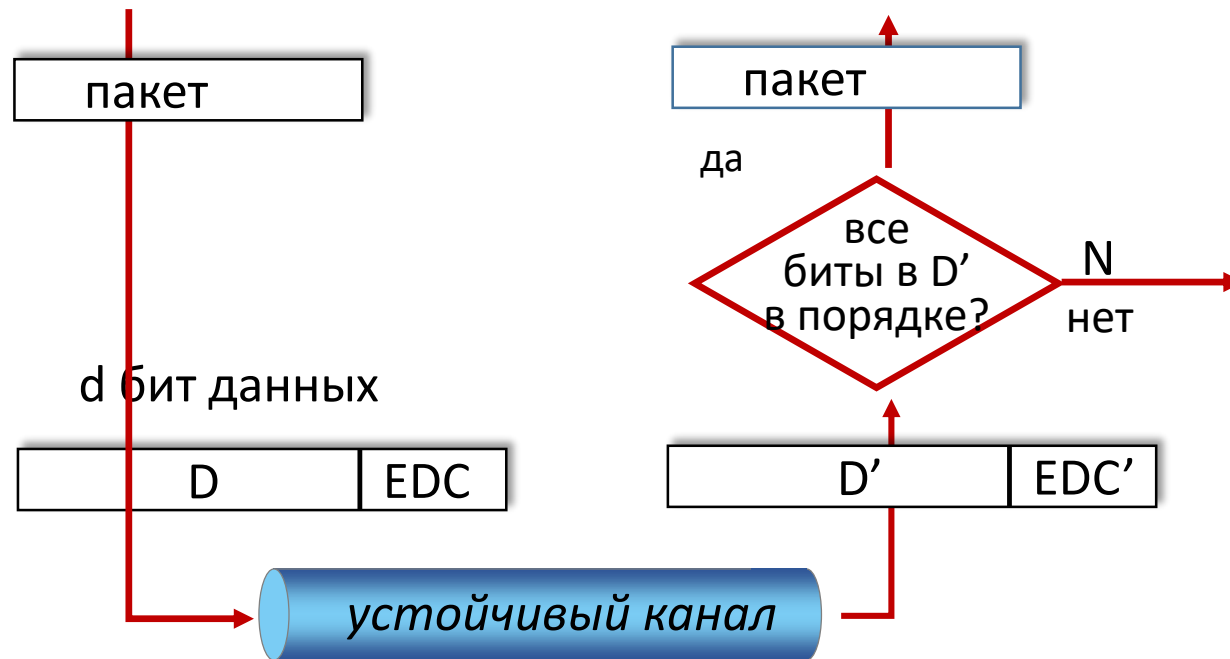 пакет
d бит данных
D
EDC
устойчивый канал
пакет
да
все
биты в D’
в порядке?
N
нет
D’
EDC’